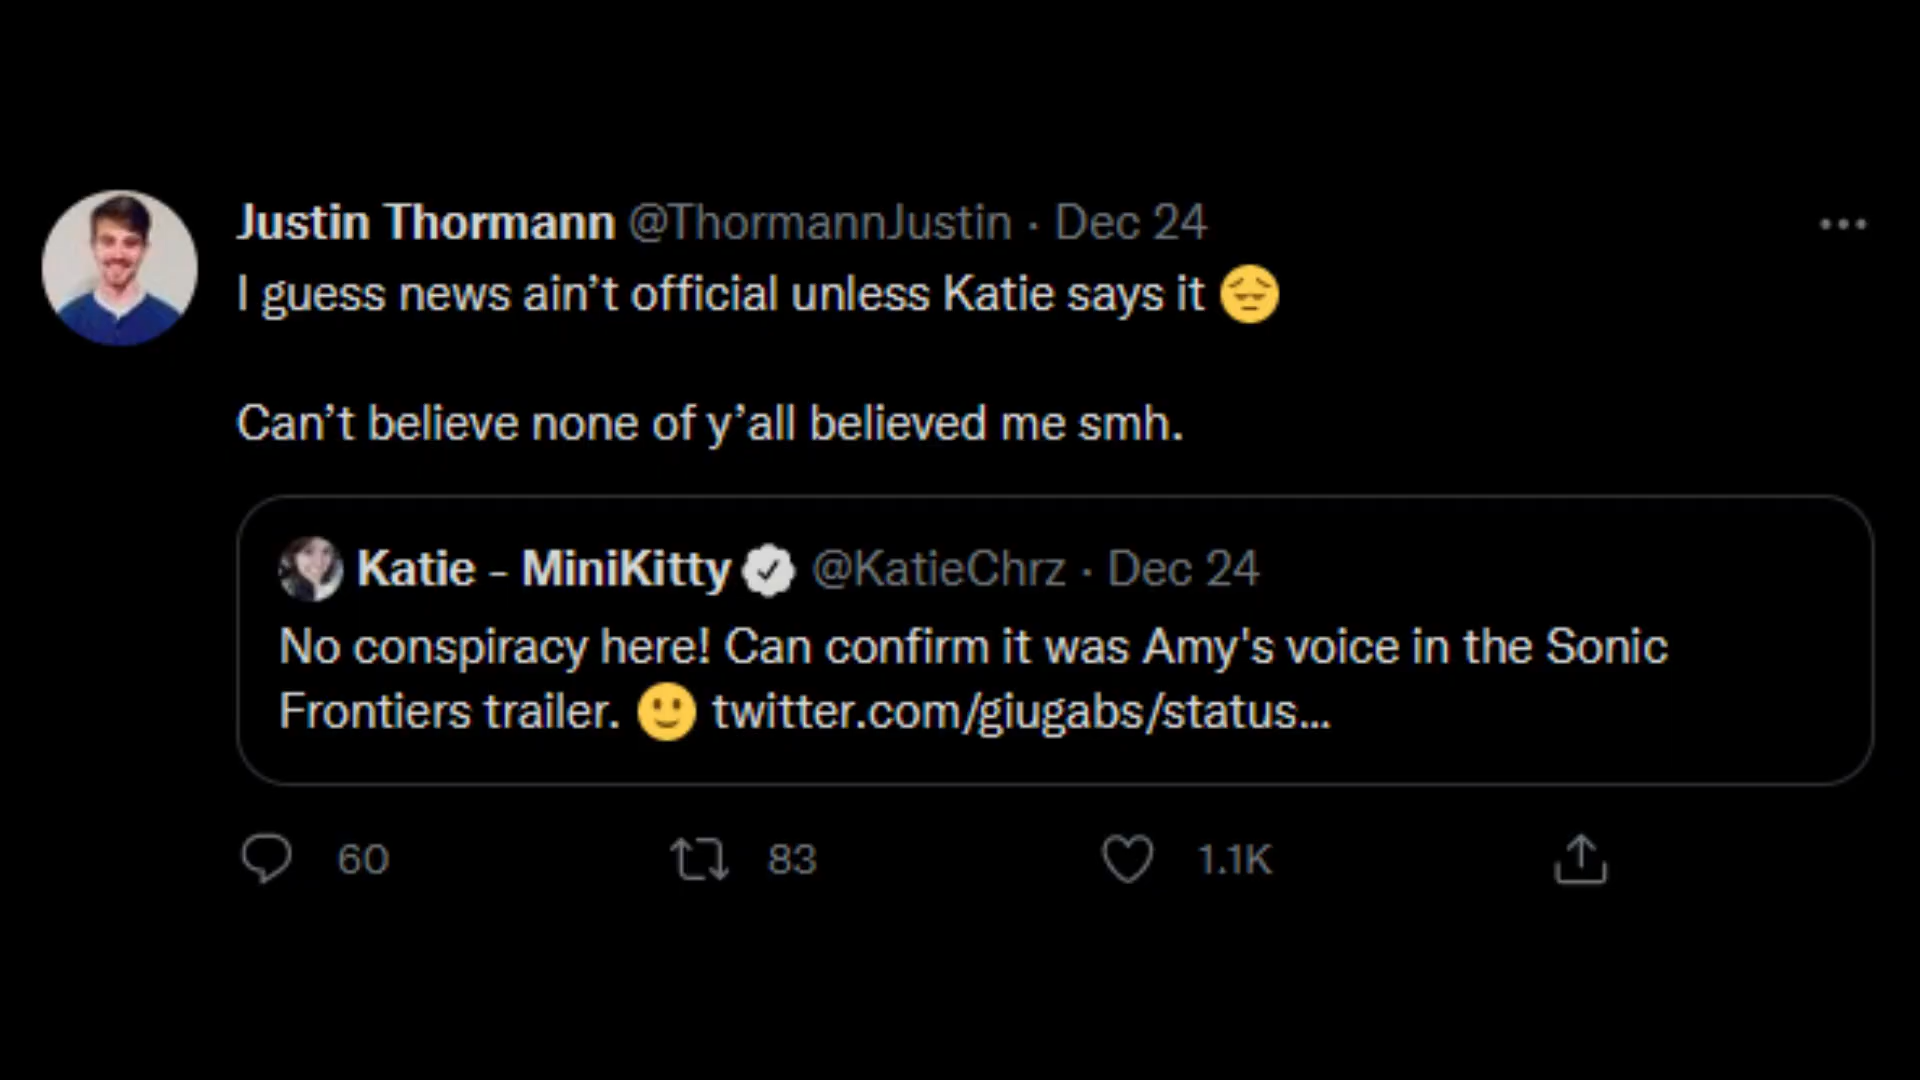 Justin Thormann @ThormannJustin · Dec 24
I guess news ain’t official unless Katie says it 😔
Can’t believe none of y’all believed me smh.
Katie - MiniKitty @KatieChrz · Dec 24
No conspiracy here! Can confirm it was Amy's voice in the Sonic
Frontiers trailer. 🙂 twitter.com/giugabs/status...
60 83 1.1K